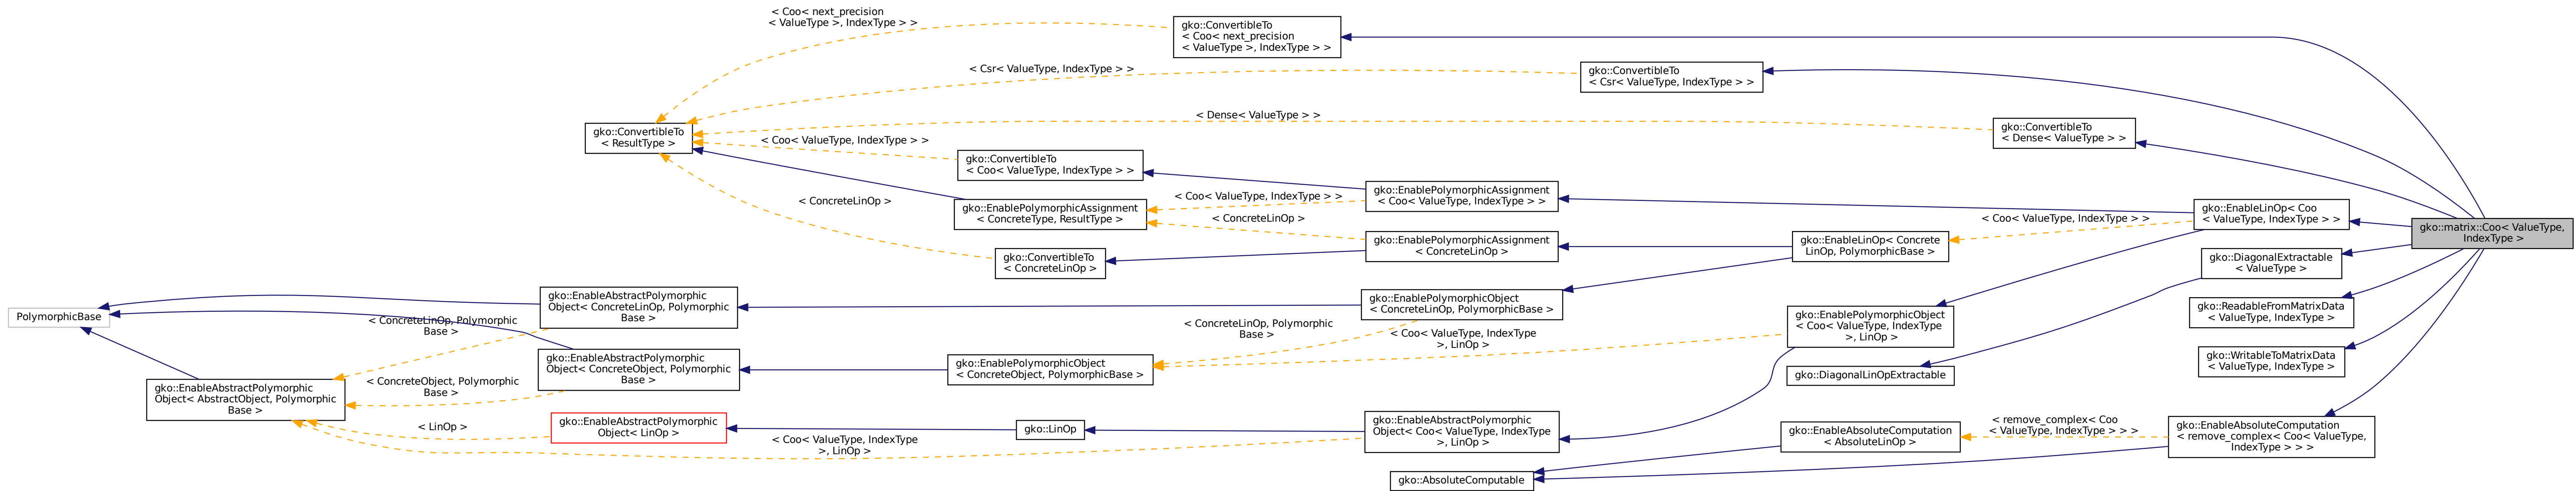 < Coo< next_precision
< ValueType >, IndexType > >
gko::ConvertibleTo
< Coo< next_precision
< ValueType >, IndexType > >
< Csr< ValueType, IndexType > >
gko::ConvertibleTo
< Csr< ValueType, IndexType > >
gko::ConvertibleTo
< ResultType >
< Dense< ValueType > >
gko::ConvertibleTo
< Dense< ValueType > >
< Coo< ValueType, IndexType > >
gko::ConvertibleTo
< Coo< ValueType, IndexType > >
gko::EnablePolymorphicAssignment
< Coo< ValueType, IndexType > >
< Coo< ValueType, IndexType > >
gko::EnablePolymorphicAssignment
< ConcreteType, ResultType >
< ConcreteLinOp >
< ConcreteLinOp >
gko::EnablePolymorphicAssignment
< ConcreteLinOp >
gko::ConvertibleTo
< ConcreteLinOp >
gko::EnableLinOp< Concrete
LinOp, PolymorphicBase >
< Coo< ValueType, IndexType > >
gko::EnableLinOp< Coo
< ValueType, IndexType > >
gko::matrix::Coo< ValueType,
IndexType >
gko::DiagonalExtractable
< ValueType >
gko::ReadableFromMatrixData
< ValueType, IndexType >
gko::WritableToMatrixData
< ValueType, IndexType >
PolymorphicBase
gko::EnableAbstractPolymorphic
Object< ConcreteLinOp, Polymorphic
Base >
gko::EnablePolymorphicObject
< ConcreteLinOp, PolymorphicBase >
gko::EnablePolymorphicObject
< Coo< ValueType, IndexType
>, LinOp >
< ConcreteLinOp, Polymorphic
Base >
< ConcreteLinOp, Polymorphic
Base >
< Coo< ValueType, IndexType
>, LinOp >
gko::EnableAbstractPolymorphic
Object< ConcreteObject, Polymorphic
Base >
gko::EnablePolymorphicObject
< ConcreteObject, PolymorphicBase >
gko::DiagonalLinOpExtractable
gko::EnableAbstractPolymorphic
Object< AbstractObject, Polymorphic
Base >
< ConcreteObject, Polymorphic
Base >
< LinOp >
gko::EnableAbstractPolymorphic
Object< LinOp >
gko::LinOp
gko::EnableAbstractPolymorphic
Object< Coo< ValueType, IndexType
>, LinOp >
< Coo< ValueType, IndexType
>, LinOp >
gko::EnableAbsoluteComputation
< AbsoluteLinOp >
< remove_complex< Coo
< ValueType, IndexType > > >
gko::EnableAbsoluteComputation
< remove_complex< Coo< ValueType,
IndexType > > >
gko::AbsoluteComputable